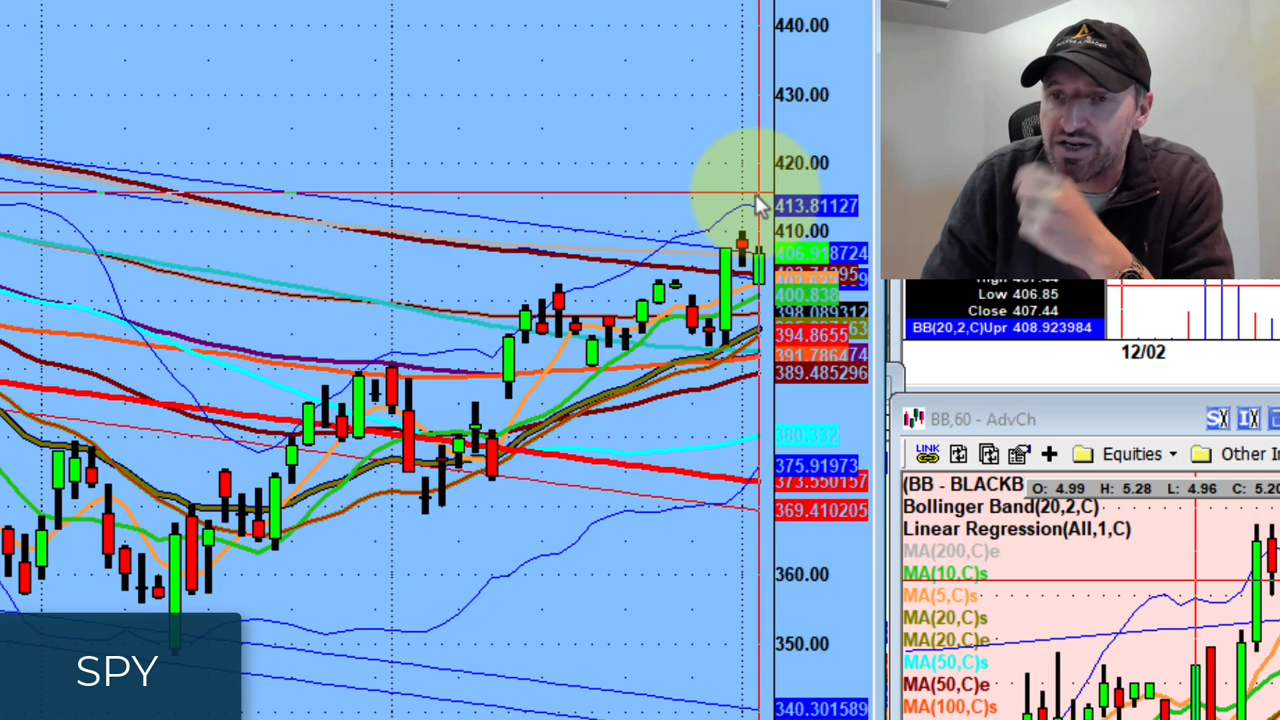 440.00
430.00
420.00
413.81127
410.00
406.918724
400.838
398.089312
394.8655
391.786474
389.485296
380.332
375.91973
373.550157
369.410205
360.00
350.00
340.301589
SPY
Low 406.85
Close 407.44
BB(20,2,C)Upr 408.923984
12/02
BB,60 - AdvCh
LINK
Equities
Other
(BB - BLACKB
O: 4.99 H: 5.28 L: 4.96 C: 5.20
Bollinger Band(20,2,C)
Linear Regression(All,1,C)
MA(200,C)e
MA(10,C)s
MA(5,C)s
MA(20,C)s
MA(20,C)e
MA(50,C)s
MA(50,C)e
MA(100,C)s